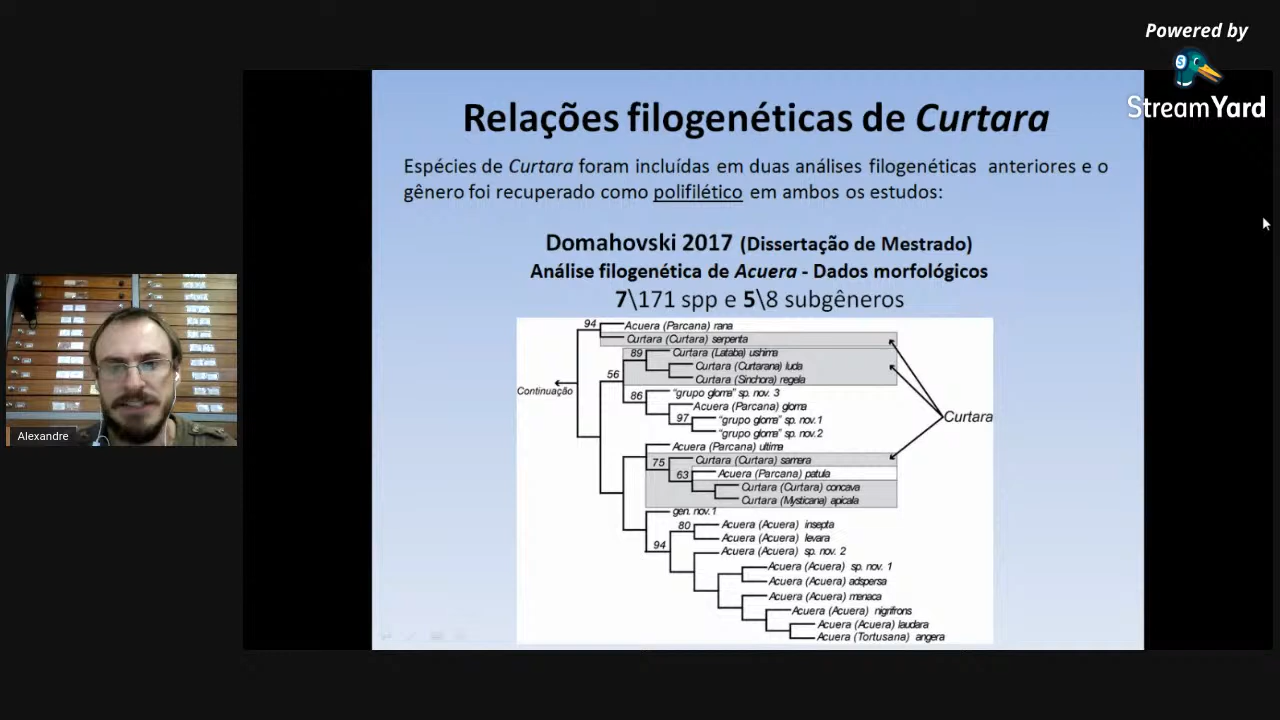 Powered by
StreamYard
Relações filogenéticas de Curtara
Espécies de Curtara foram incluídas em duas análises filogenéticas anteriores e o
gênero foi recuperado como polifilético em ambos os estudos:
Domahovski 2017 (Dissertação de Mestrado)
Análise filogenética de Acuera - Dados morfológicos
7\171 spp e 5\8 subgêneros
94
Acuera (Parcana) rana
Curtara (Curtara) serpenta
89
Curtara (Lataba) ushima
Curtara (Curtarana) luda
56
Curtara (Sinchora) regela
Continuação
86
"grupo gloma" sp. nov. 3
Acuera (Parcana) gloma
97
"grupo gloma" sp. nov.1
"grupo gloma" sp. nov.2
Curtara
Acuera (Parcana) ultima
75
Curtara (Curtara) samera
63
Acuera (Parcana) patula
Curtara (Curtara) concava
Curtara (Mysticana) apicala
gen. nov.1
80
Acuera (Acuera) insepta
Acuera (Acuera) levara
94
Acuera (Acuera) sp. nov. 2
Acuera (Acuera) sp. nov. 1
Acuera (Acuera) adspersa
Acuera (Acuera) menaca
Acuera (Acuera) nigrifrons
Acuera (Acuera) laudara
Acuera (Tortusana) angera
Alexandre